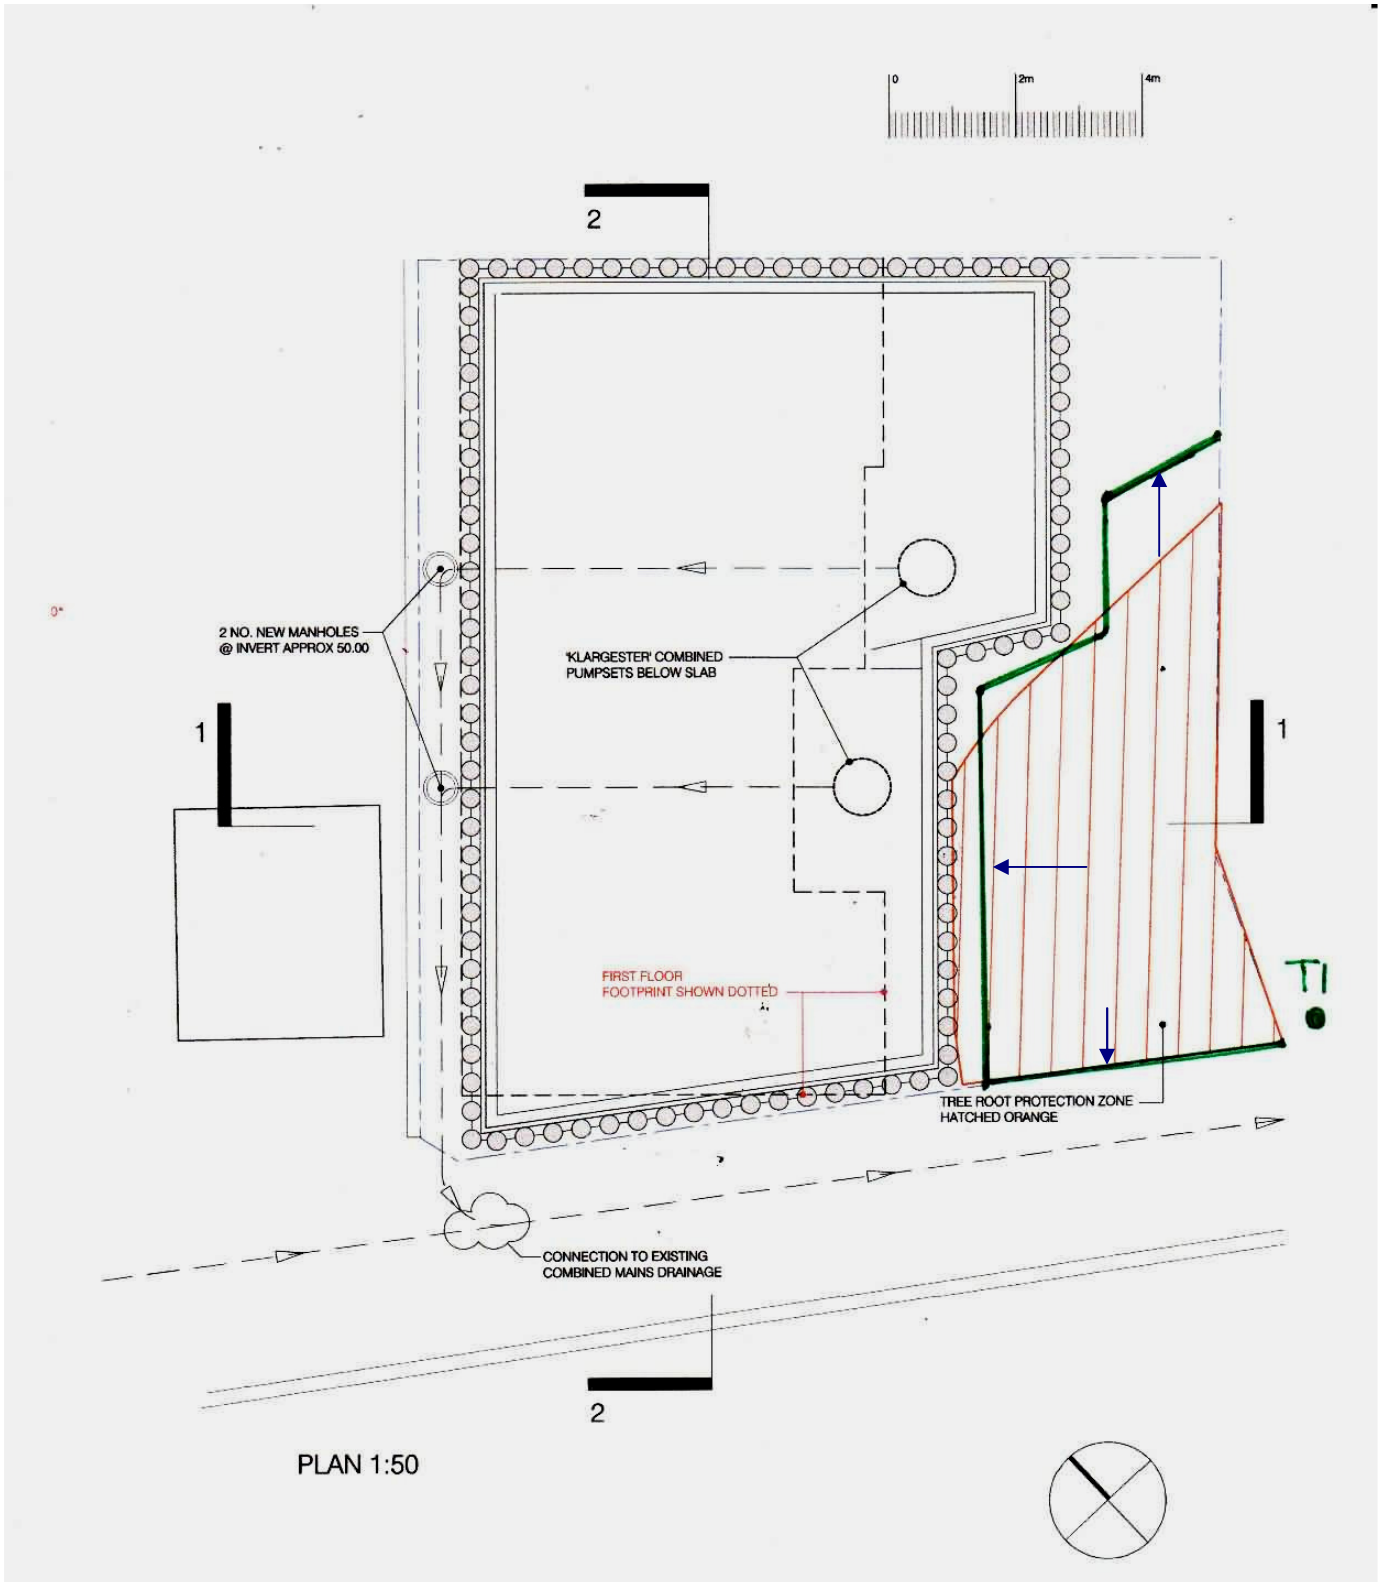 0
2m
4m
2
2 NO. NEW MANHOLES
@ INVERT APPROX 50.00
'KLARGESTER' COMBINED
PUMPSETS BELOW SLAB
1
1
0°
FIRST FLOOR
FOOTPRINT SHOWN DOTTED
T1
TREE ROOT PROTECTION ZONE
HATCHED ORANGE
CONNECTION TO EXISTING
COMBINED MAINS DRAINAGE
2
PLAN 1:50